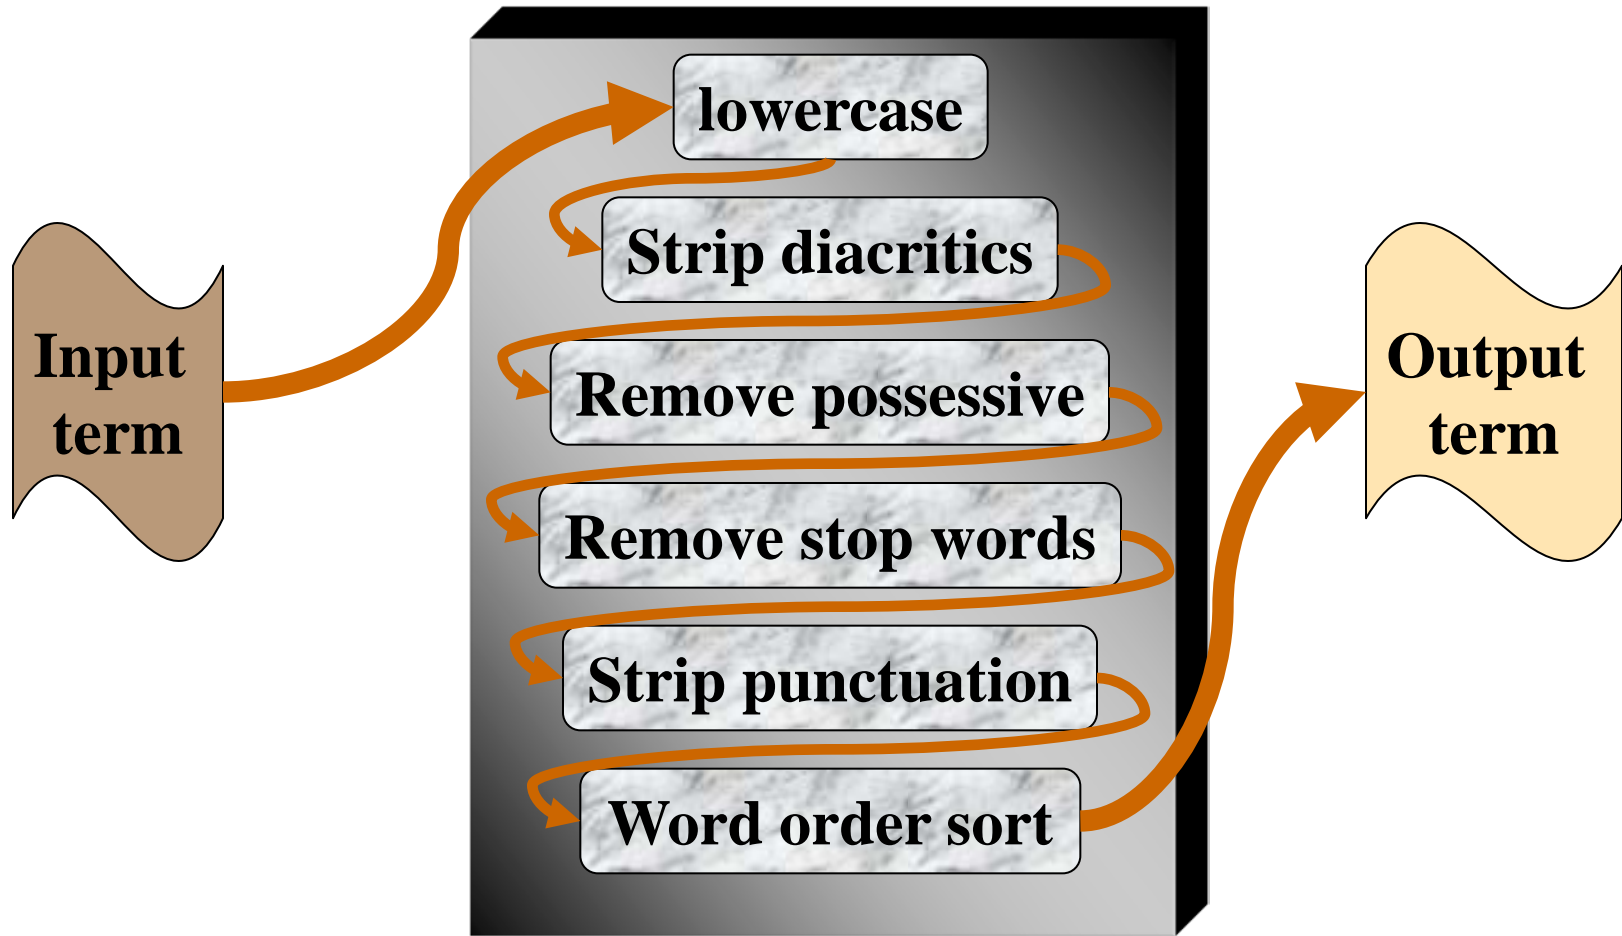 Input
term
lowercase
Strip diacritics
Remove possessive
Remove stop words
Strip punctuation
Word order sort
Output
term